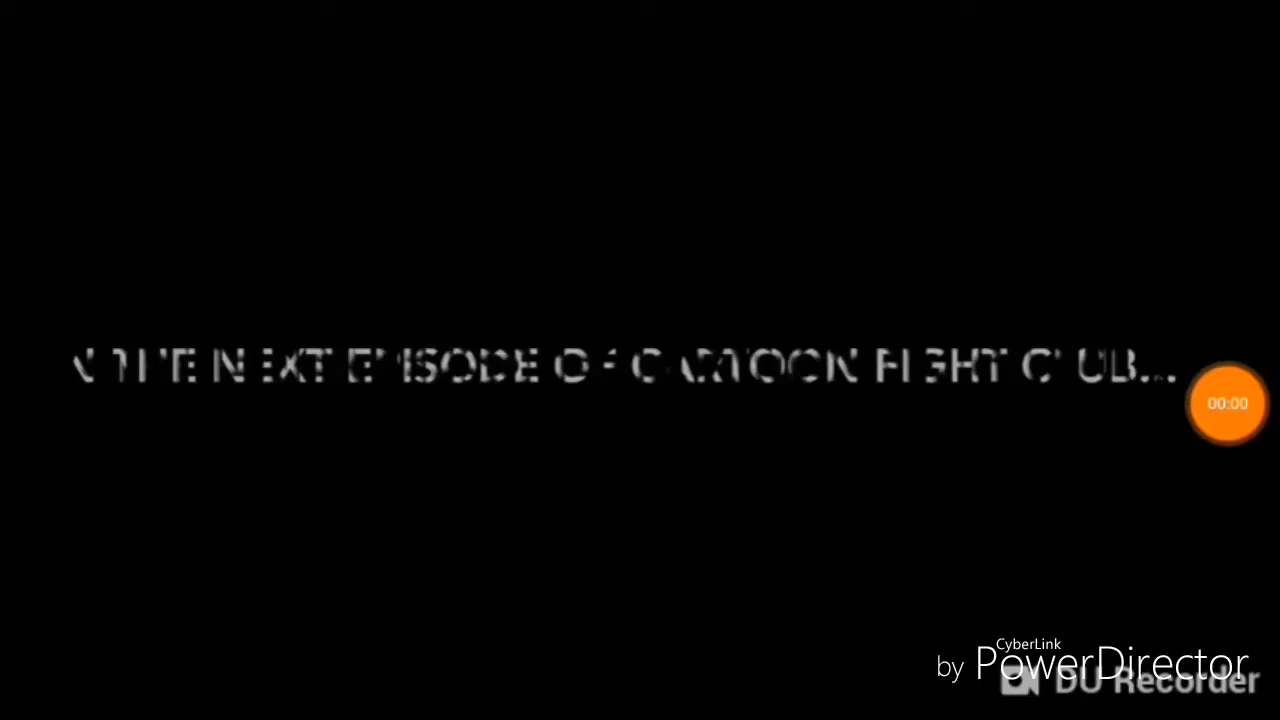 N THE NEXT EPISODE OF CARTOON FIGHT CLUB...
00:00
CyberLink
by PowerDirector
DU Recorder